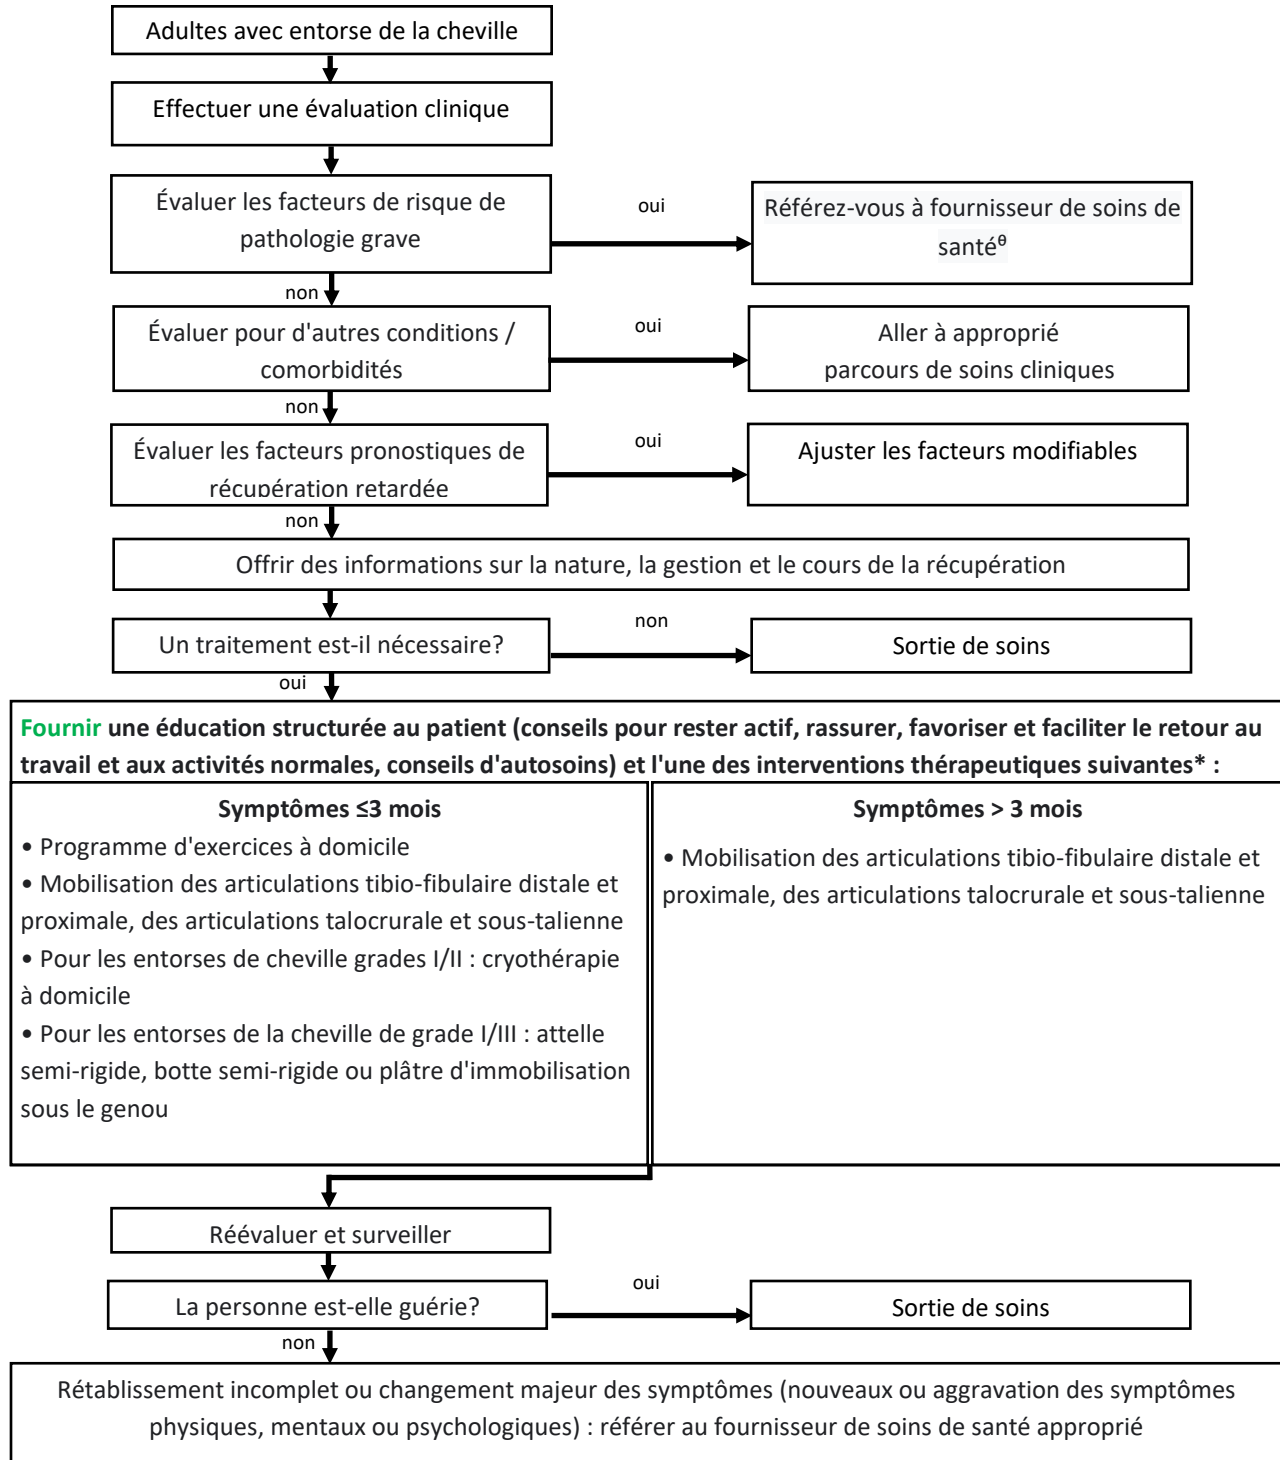 Adultes avec entorse de la cheville
Effectuer une évaluation clinique
Évaluer les facteurs de risque de
pathologie grave
oui
Référez-vous à fournisseur de soins de
santéᶿ
non
Évaluer pour d'autres conditions /
comorbidités
oui
Aller à approprié
parcours de soins cliniques
non
Évaluer les facteurs pronostiques de
récupération retardée
oui
Ajuster les facteurs modifiables
non
Offrir des informations sur la nature, la gestion et le cours de la récupération
Un traitement est-il nécessaire?
non
Sortie de soins
oui
Fournir une éducation structurée au patient (conseils pour rester actif, rassurer, favoriser et faciliter le retour au
travail et aux activités normales, conseils d'autosoins) et l'une des interventions thérapeutiques suivantes* :
Symptômes ≤3 mois
• Programme d'exercices à domicile
• Mobilisation des articulations tibio-fibulaire distale et
proximale, des articulations talocrurale et sous-talienne
• Pour les entorses de cheville grades I/II : cryothérapie
à domicile
• Pour les entorses de la cheville de grade I/III : attelle
semi-rigide, botte semi-rigide ou plâtre d'immobilisation
sous le genou
Symptômes > 3 mois
• Mobilisation des articulations tibio-fibulaire distale et
proximale, des articulations talocrurale et sous-talienne
Réévaluer et surveiller
La personne est-elle guérie?
oui
Sortie de soins
non
Rétablissement incomplet ou changement majeur des symptômes (nouveaux ou aggravation des symptômes
physiques, mentaux ou psychologiques) : référer au fournisseur de soins de santé approprié